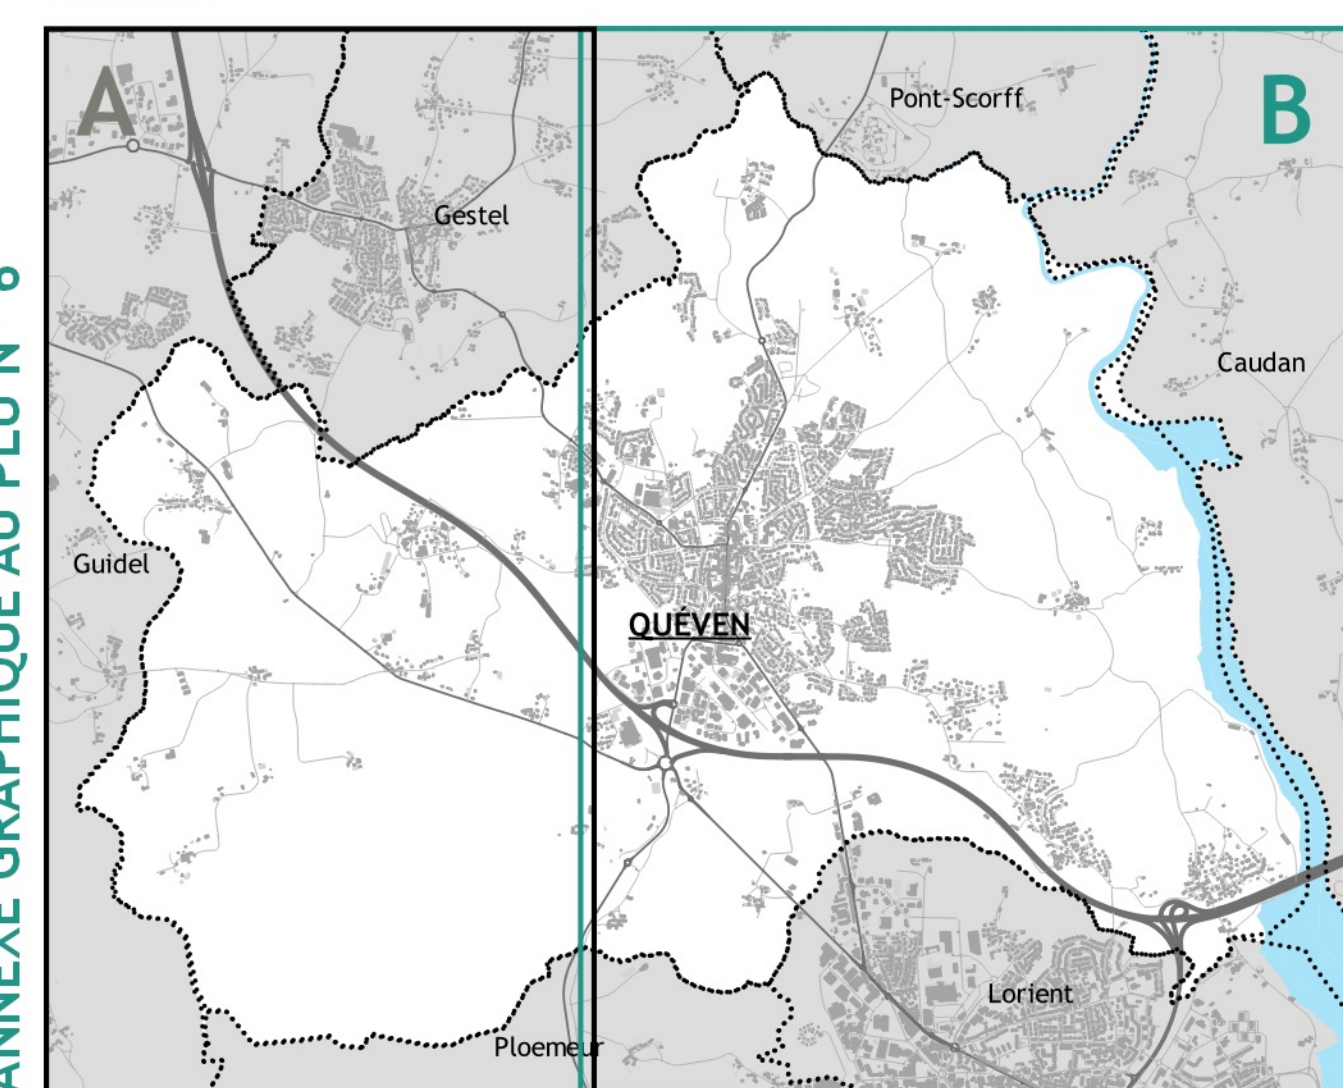 ANNEXE GRAPHIQUE AU PLU N° 6
A
B
Pont-Scorff
Gestel
Caudan
Guidel
QUÉVEN
Lorient
Ploemeur